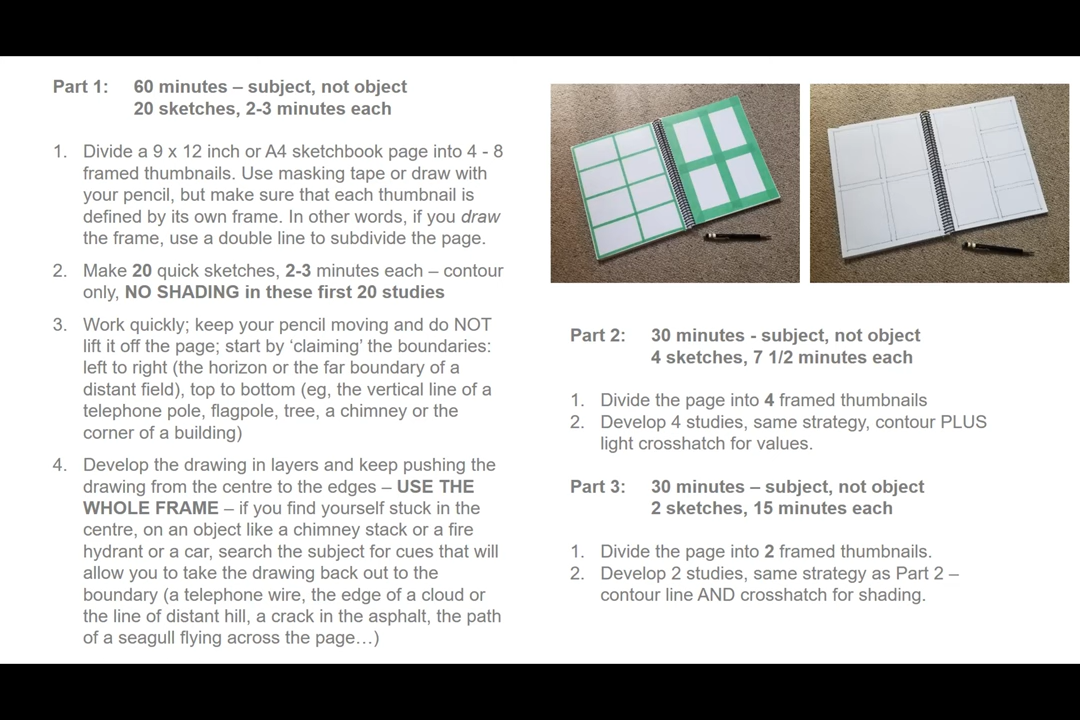 Part 1: 60 minutes – subject, not object
20 sketches, 2-3 minutes each
1. Divide a 9 x 12 inch or A4 sketchbook page into 4 - 8
framed thumbnails. Use masking tape or draw with
your pencil, but make sure that each thumbnail is
defined by its own frame. In other words, if you draw
the frame, use a double line to subdivide the page.
2. Make 20 quick sketches, 2-3 minutes each – contour
only, NO SHADING in these first 20 studies
3. Work quickly; keep your pencil moving and do NOT
lift it off the page; start by ‘claiming’ the boundaries:
left to right (the horizon or the far boundary of a
distant field), top to bottom (eg, the vertical line of a
telephone pole, flagpole, tree, a chimney or the
corner of a building)
4. Develop the drawing in layers and keep pushing the
drawing from the centre to the edges – USE THE
WHOLE FRAME – if you find yourself stuck in the
centre, on an object like a chimney stack or a fire
hydrant or a car, search the subject for cues that will
allow you to take the drawing back out to the
boundary (a telephone wire, the edge of a cloud or
the line of distant hill, a crack in the asphalt, the path
of a seagull flying across the page…)
Part 2: 30 minutes - subject, not object
4 sketches, 7 1/2 minutes each
1. Divide the page into 4 framed thumbnails
2. Develop 4 studies, same strategy, contour PLUS
light crosshatch for values.
Part 3: 30 minutes – subject, not object
2 sketches, 15 minutes each
1. Divide the page into 2 framed thumbnails.
2. Develop 2 studies, same strategy as Part 2 –
contour line AND crosshatch for shading.